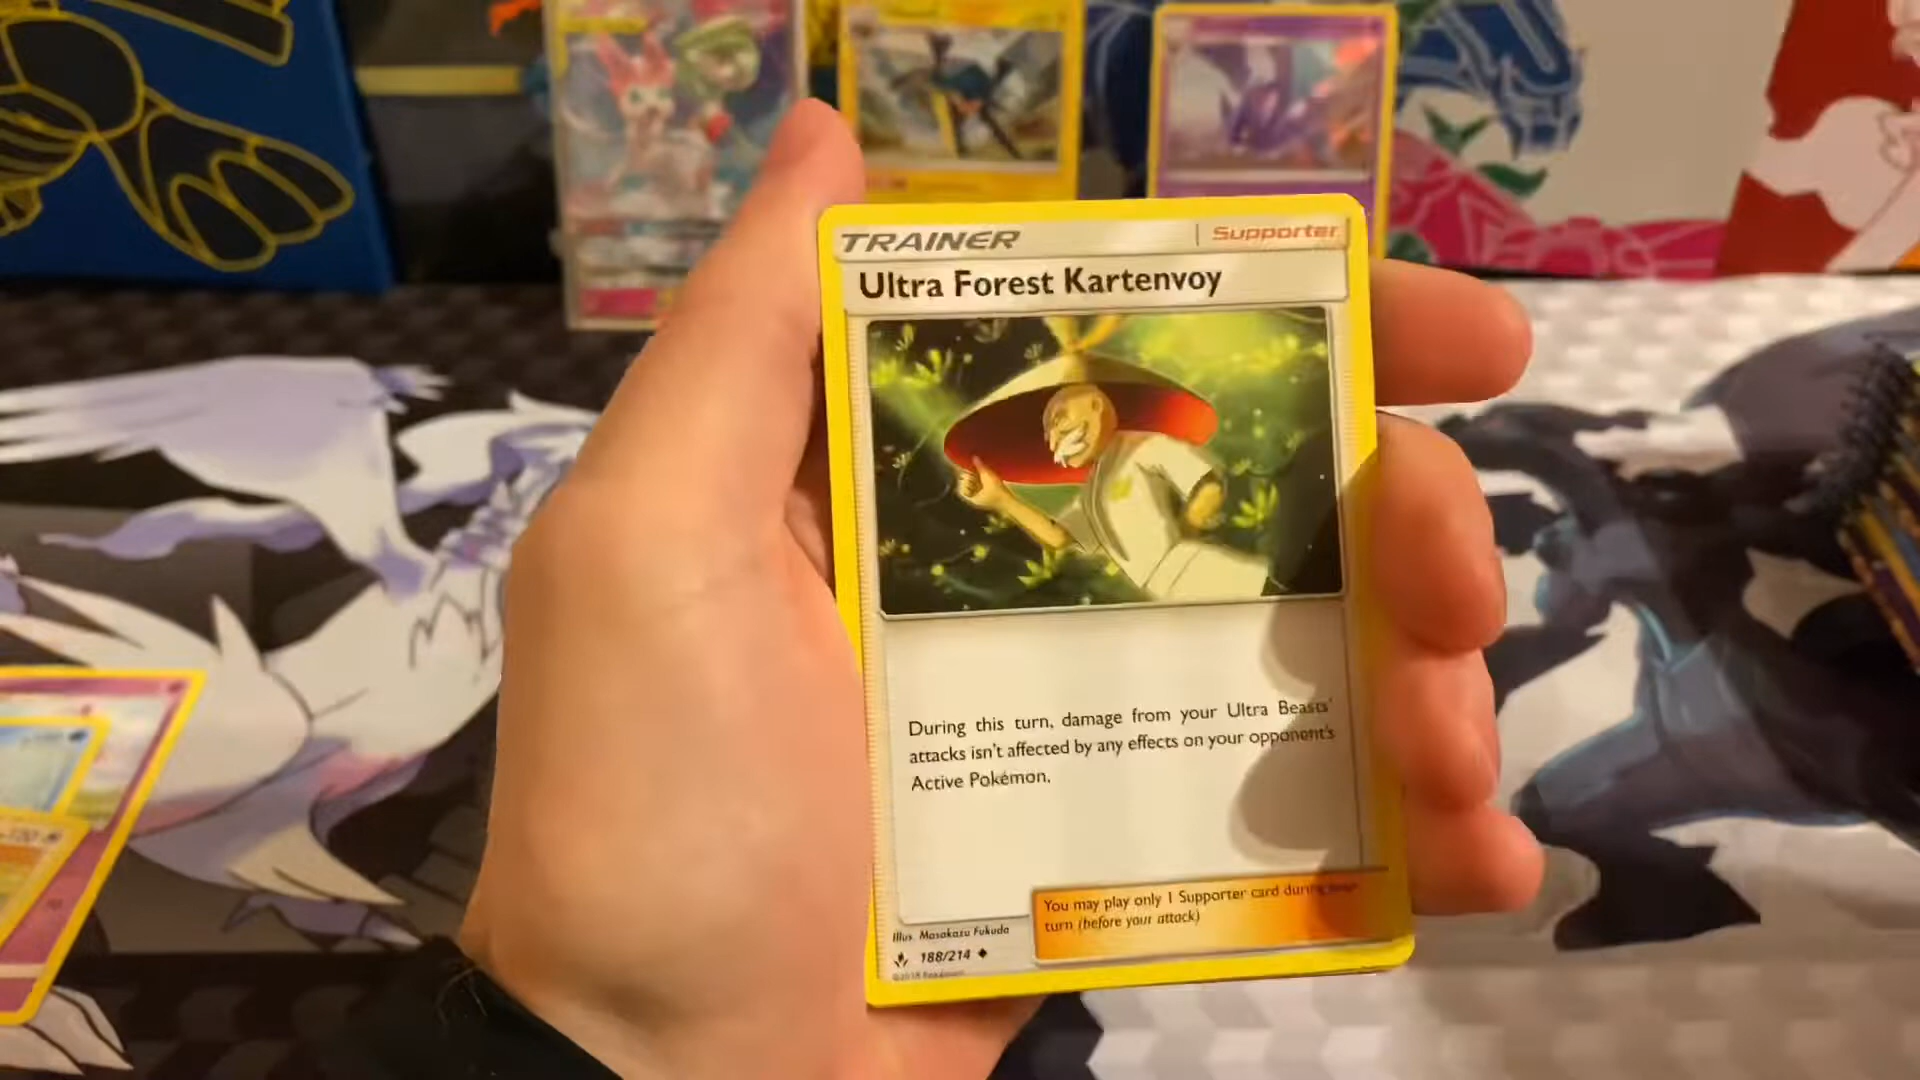 TRAINER
Supporter
Ultra Forest Kartenvoy
During this turn, damage from your Ultra Beasts'
attacks isn't affected by any effects on your opponent's
Active Pokémon.
You may play only 1 Supporter card during your
turn (before your attack)
Illus. Masakazu Fukuda
188/214
©2018 Pokémon